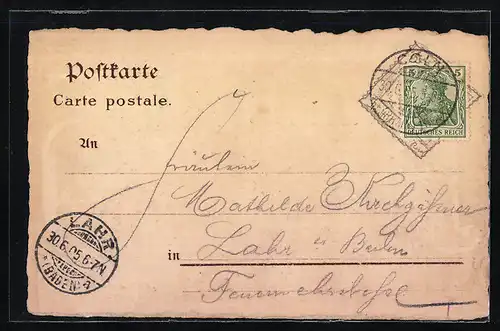 Postkarte
Carte postale.
5 5
DEUTSCHES REICH
An
Fräulein
Mathilde Kirchgässner
in Lahr i/s Baden
Feuerwehrstraße
LAHR
30.6.05.6-7N
(BADEN) a